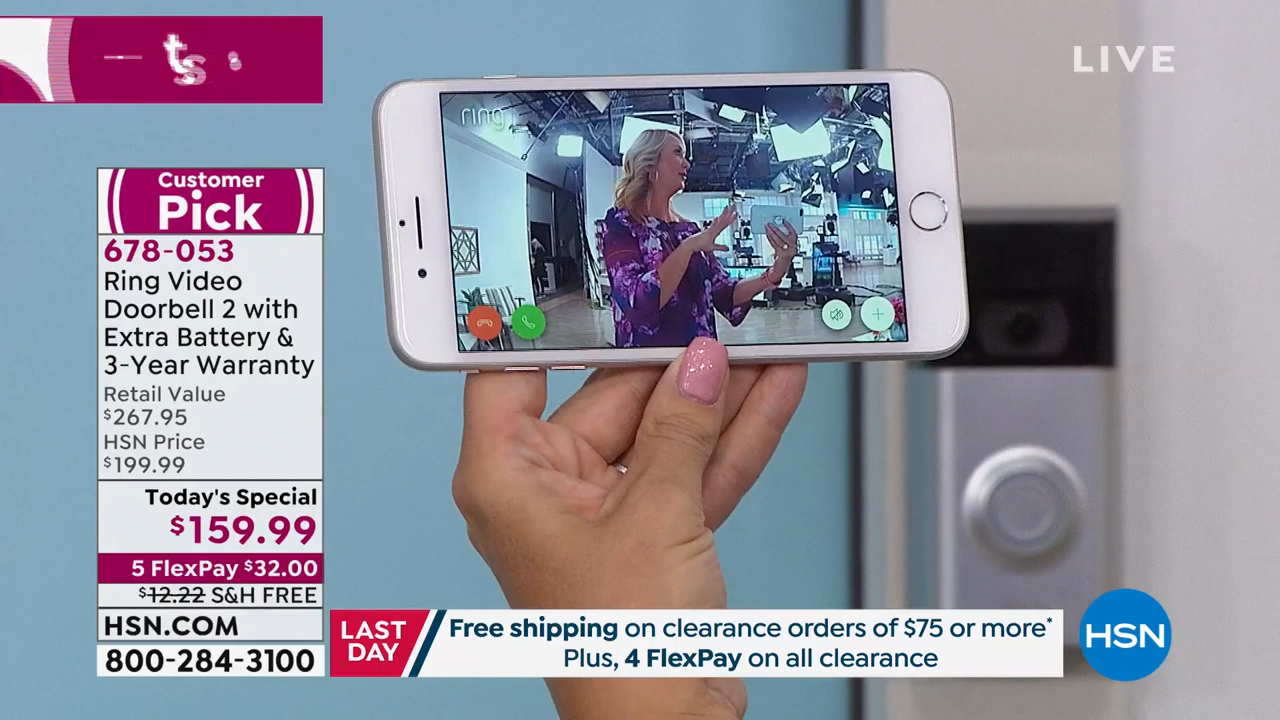 ts
LIVE
ring
Customer
Pick
678-053
Ring Video
Doorbell 2 with
Extra Battery &
3-Year Warranty
Retail Value
$267.95
HSN Price
$199.99
Today's Special
$159.99
5 FlexPay $32.00
$12.22 S&H FREE
HSN.COM
800-284-3100
LAST
DAY
Free shipping on clearance orders of $75 or more*
Plus, 4 FlexPay on all clearance
HSN